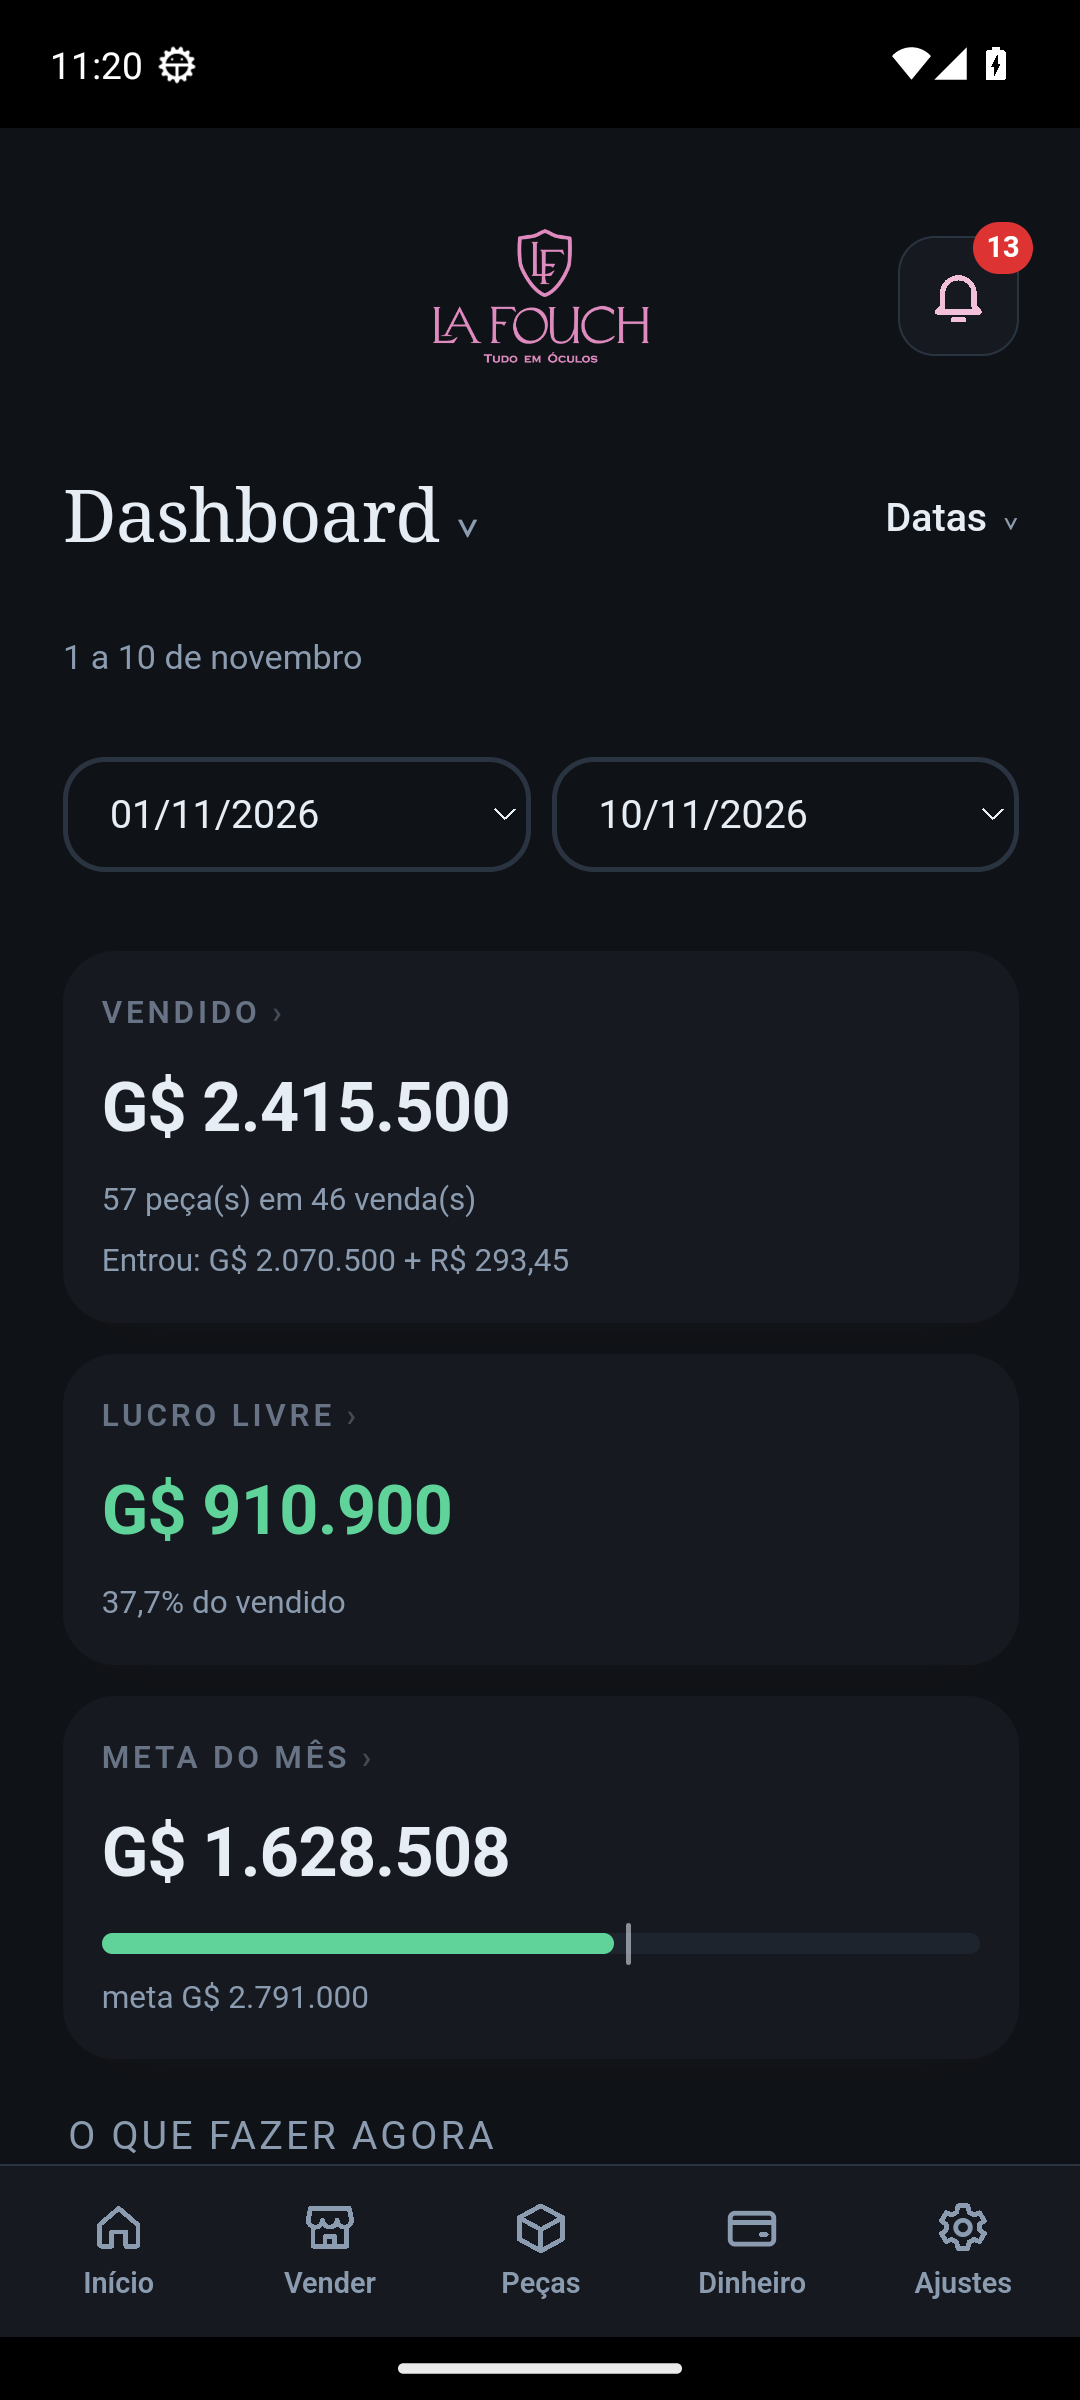 11:20
LF
LA FOUCH
TUDO EM ÓCULOS
13
Dashboard
Datas
1 a 10 de novembro
01/11/2026
10/11/2026
VENDIDO ›
G$ 2.415.500
57 peça(s) em 46 venda(s)
Entrou: G$ 2.070.500 + R$ 293,45
LUCRO LIVRE ›
G$ 910.900
37,7% do vendido
META DO MÊS ›
G$ 1.628.508
meta G$ 2.791.000
O QUE FAZER AGORA
Início
Vender
Peças
Dinheiro
Ajustes